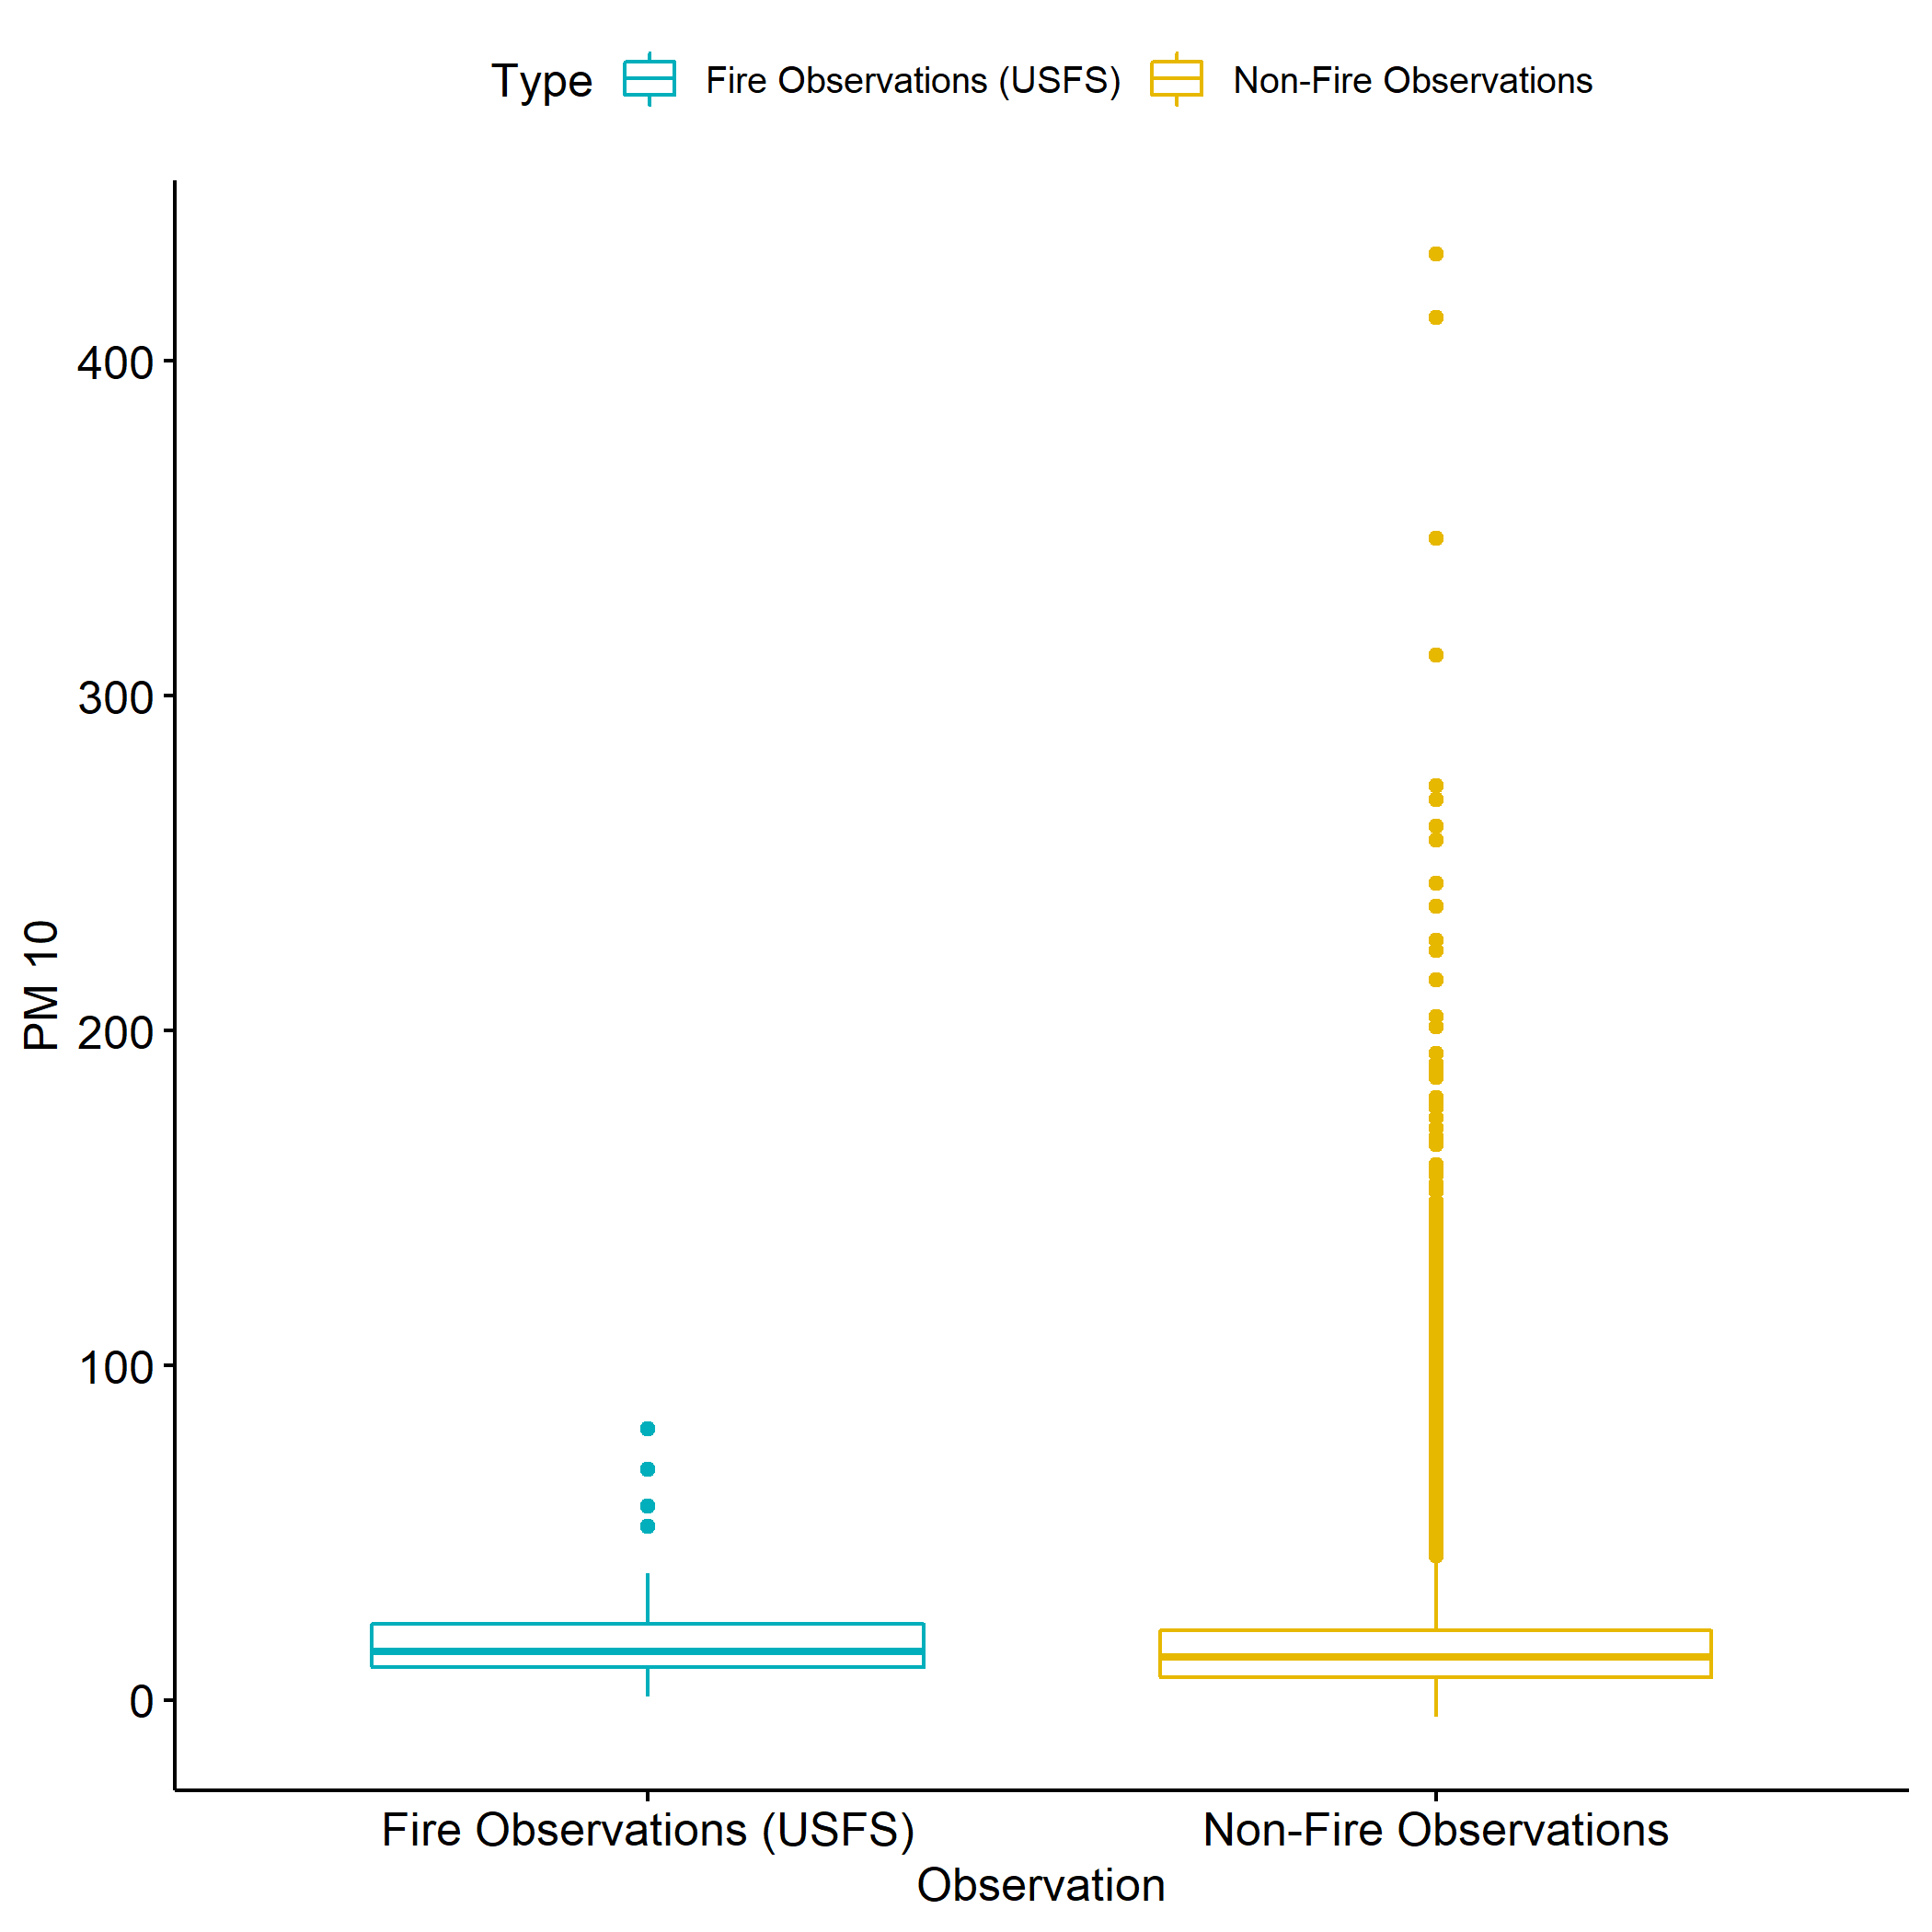 Type Fire Observations (USFS) Non-Fire Observations
PM 10
400
300
200
100
0
Fire Observations (USFS) Non-Fire Observations
Observation